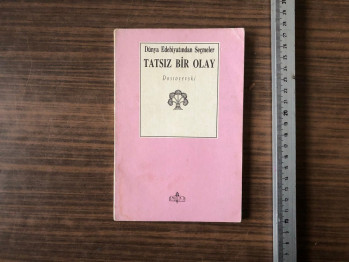 Dünya Edebiyatından Seçmeler
TATSIZ BİR OLAY
Dostoyevski